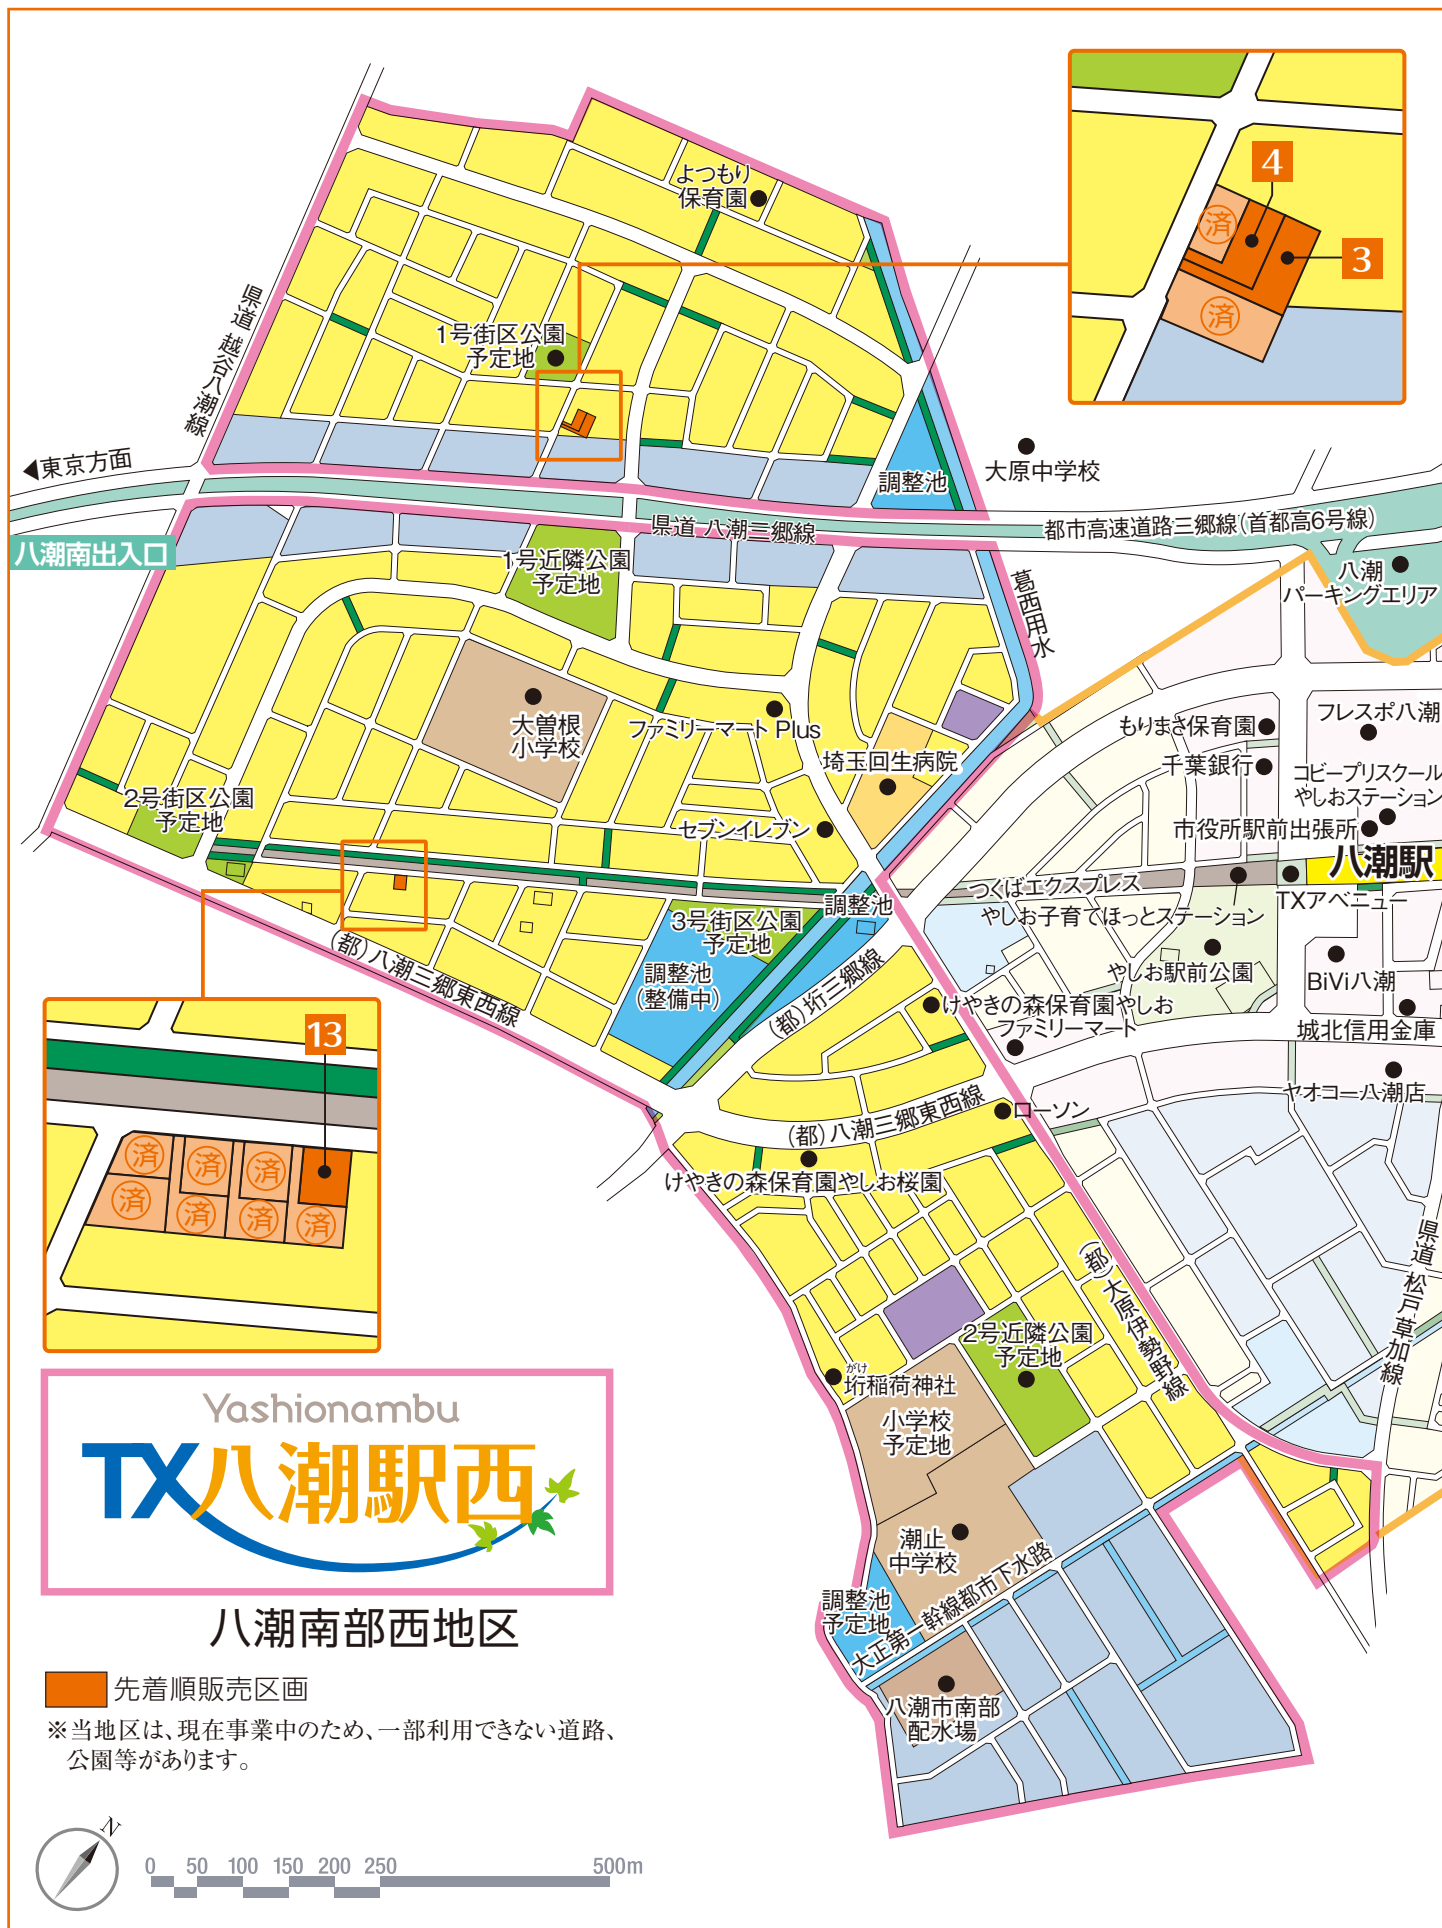 よつもり
保育園
4
済
3
済
県道 越谷八潮線
1号街区公園
予定地
◀東京方面
大原中学校
調整池
県道 八潮三郷線
都市高速道路三郷線（首都高6号線）
八潮南出入口
1号近隣公園
予定地
葛西用水
八潮
パーキングエリア
大曽根
小学校
ファミリーマート Plus
埼玉回生病院
もりまさ保育園
フレスポ八潮
千葉銀行
コビープリスクール
やしおステーション
2号街区公園
予定地
セブンイレブン
市役所駅前出張所
八潮駅
つくばエクスプレス
TXアベニュー
やしお子育てほっとステーション
調整池
3号街区公園
予定地
調整池
（整備中）
（都）八潮三郷東西線
（都）垳三郷線
やしお駅前公園
BiVi八潮
けやきの森保育園やしお
ファミリーマート
城北信用金庫
ヤオコー八潮店
13
済
済
済
済
済
済
済
（都）八潮三郷東西線
ローソン
けやきの森保育園やしお桜園
（都）大原伊勢野線
県道 松戸草加線
2号近隣公園
予定地
がけ
垳稲荷神社
小学校
予定地
潮止
中学校
調整池
予定地
大正第一幹線都市下水路
八潮市南部
配水場
Yashionambu
TX八潮駅西
八潮南部西地区
先着順販売区画
※当地区は、現在事業中のため、一部利用できない道路、
公園等があります。
N
0 50 100 150 200 250 500m